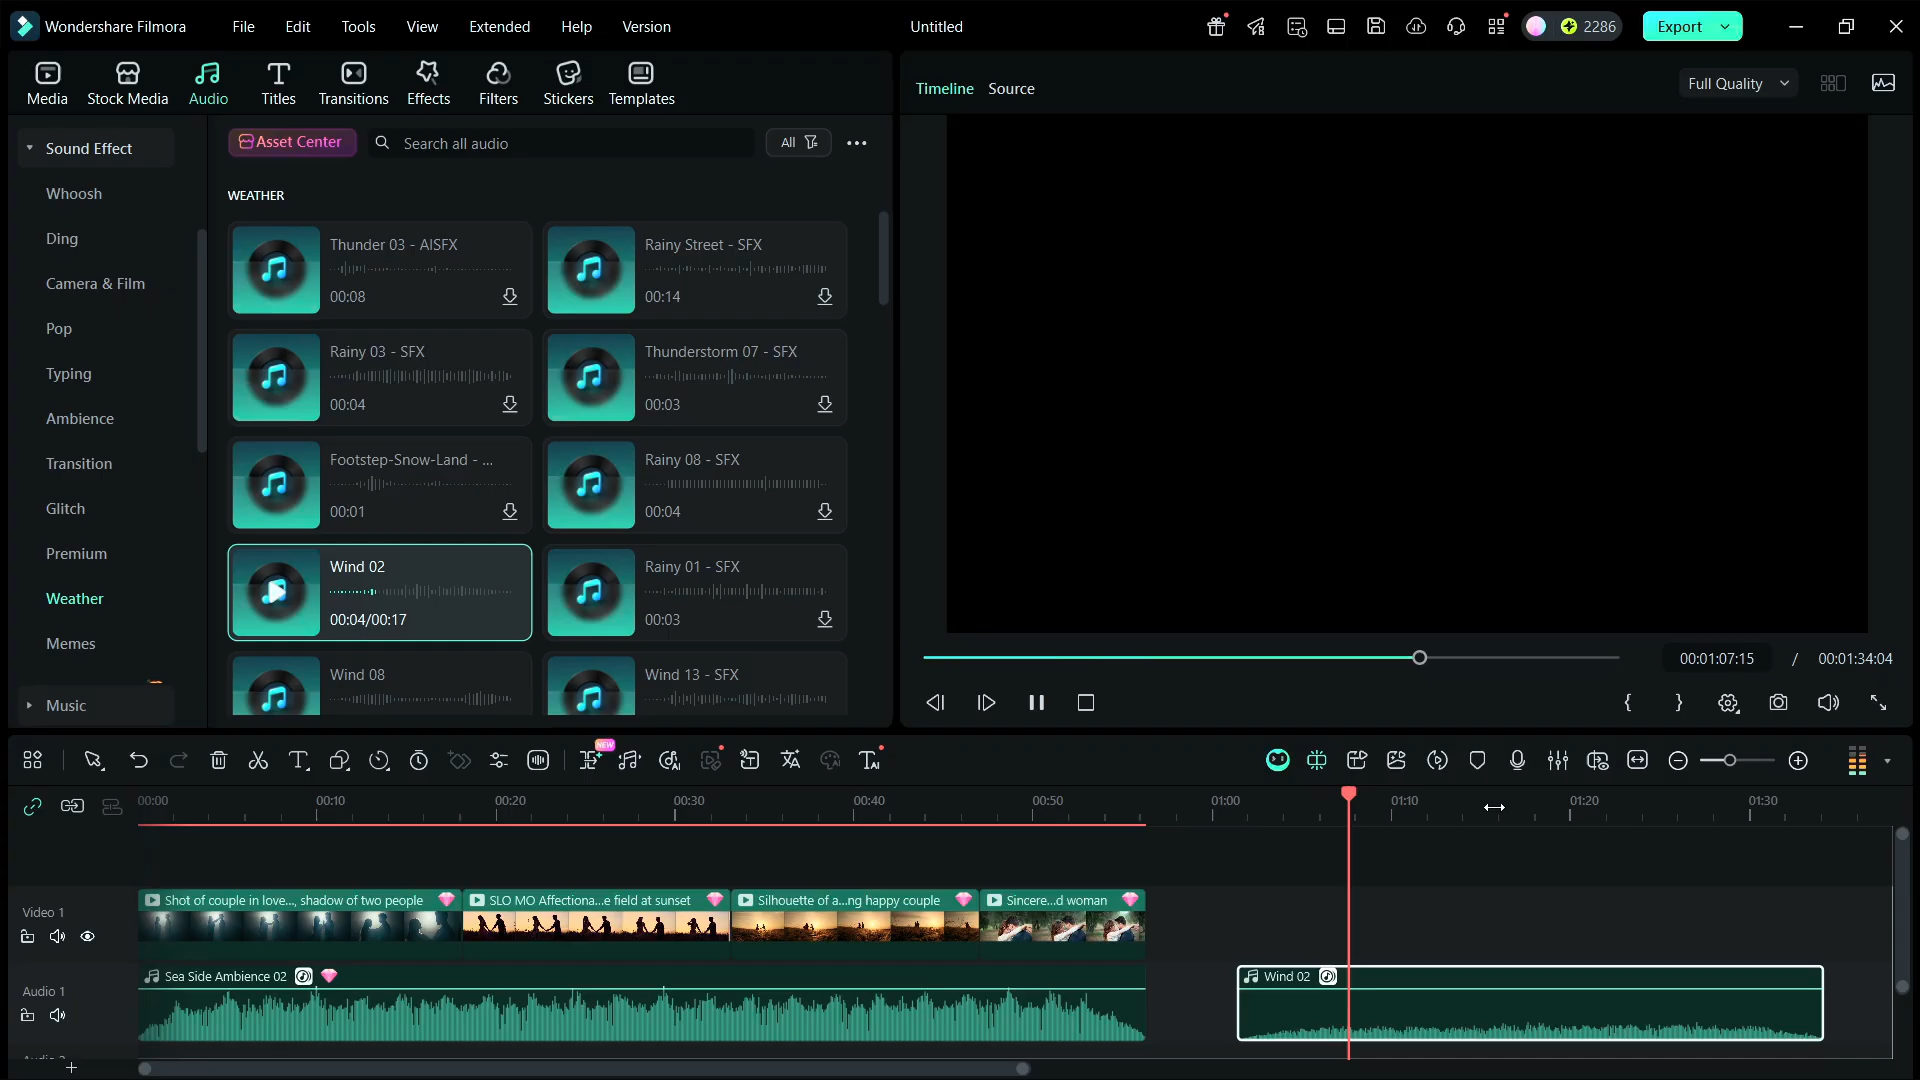 Wondershare Filmora
File
Edit
Tools
View
Extended
Help
Version
Untitled
2286
Export
Media
Stock Media
Audio
Titles
Transitions
Effects
Filters
Stickers
Templates
Timeline
Source
Full Quality
Sound Effect
Whoosh
Ding
Camera & Film
Pop
Typing
Ambience
Transition
Glitch
Premium
Weather
Memes
Music
Asset Center
Search all audio
All
WEATHER
Thunder 03 - AISFX
00:08
Rainy Street - SFX
00:14
Rainy 03 - SFX
00:04
Thunderstorm 07 - SFX
00:03
Footstep-Snow-Land - ...
00:01
Rainy 08 - SFX
00:04
Wind 02
00:04/00:17
Rainy 01 - SFX
00:03
Wind 08
Wind 13 - SFX
00:01:07:15 / 00:01:34:04
NEW
00:00
00:10
00:20
00:30
00:40
00:50
01:00
01:10
01:20
01:30
Video 1
Shot of couple in love..., shadow of two people
SLO MO Affectiona...e field at sunset
Silhouette of a...ng happy couple
Sincere...d woman
Audio 1
Sea Side Ambience 02
Wind 02